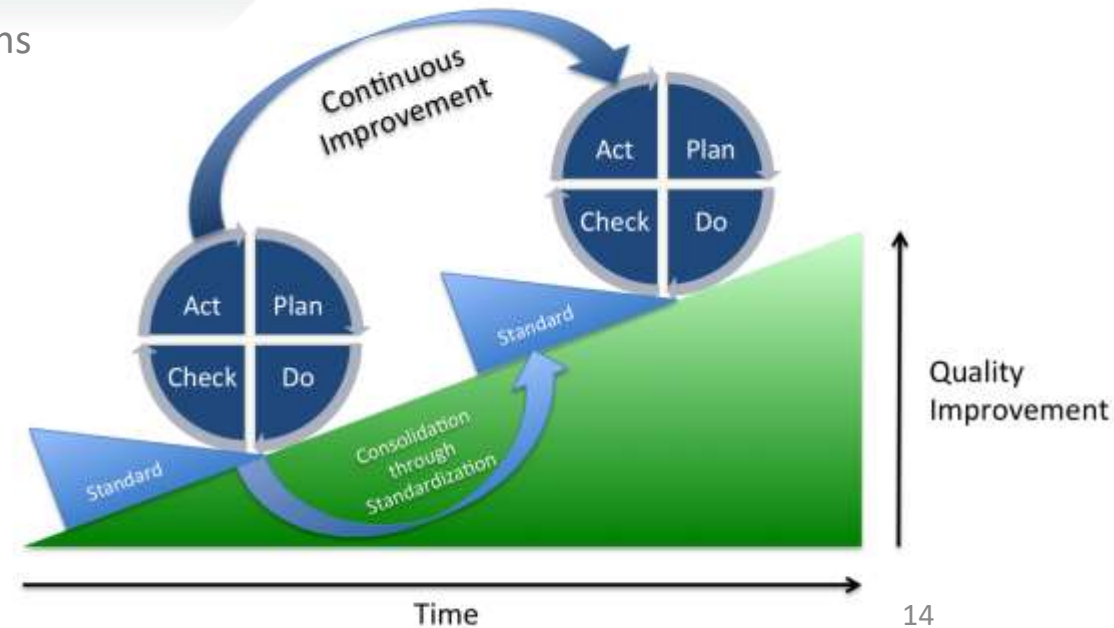 ns
Continuous
Improvement
Act
Plan
Check
Do
Act
Plan
Check
Do
Standard
Standard
Consolidation
through
Standardization
Quality
Improvement
Time
14